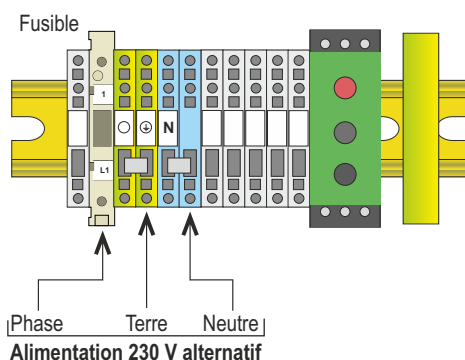 Fusible
1
N
L1
Phase Terre Neutre
Alimentation 230 V alternatif